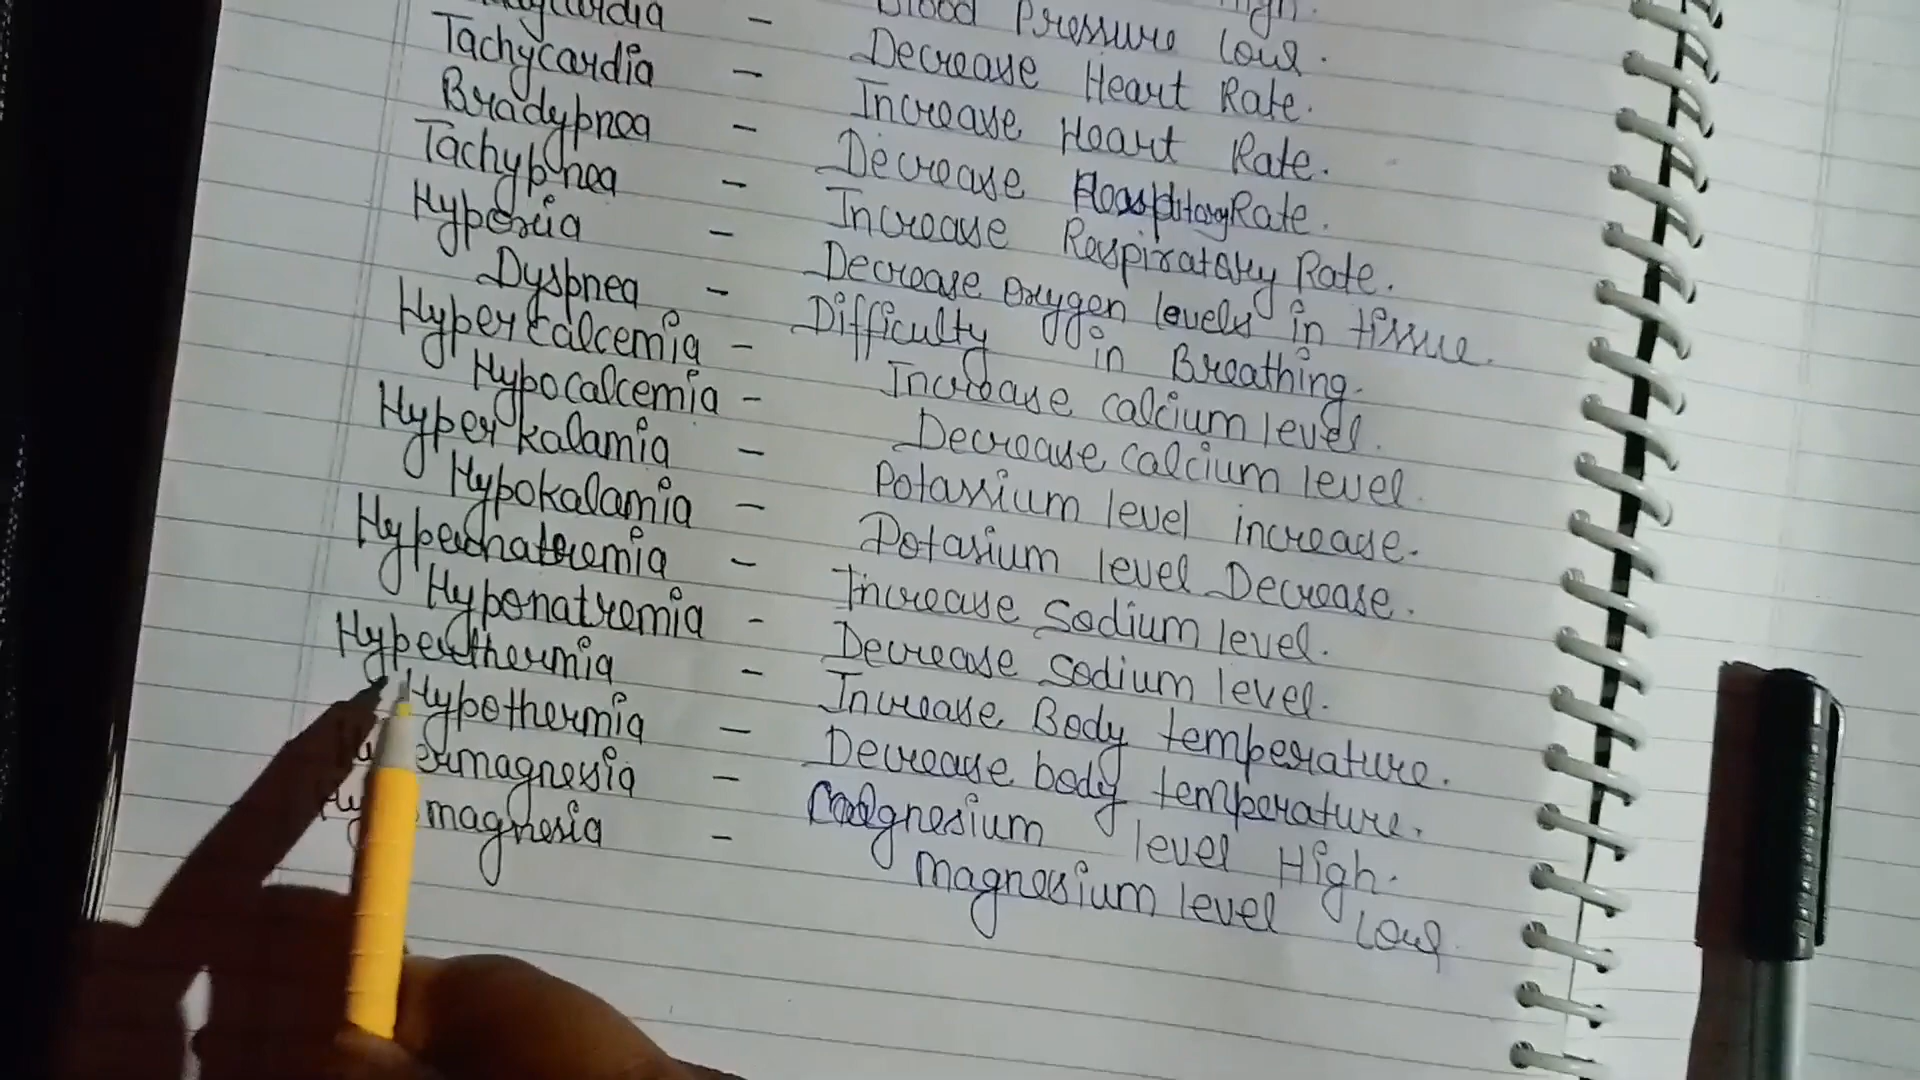 Blood Pressure low.
Tachycardia - Decrease Heart Rate.
Bradypnea - Increase Heart Rate.
Tachypnea - Decrease Rate.
Hypoxia - Increase Respiratory Rate.
Dyspnea - Decrease oxygen levels in tissue.
Hypercalcemia - Difficulty in Breathing.
Hypocalcemia - Increase calcium level.
Hyperkalamia - Decrease calcium level.
Hypokalamia - Potassium level increase.
Hypernatremia - Potasium level Decrease.
Hyponatremia - Increase Sodium level.
Hyperthermia - Decrease Sodium level.
Hypothermia - Increase Body temperature.
ermagnesia - Decrease body temperature.
magnesia - level High.
Magnesium level low